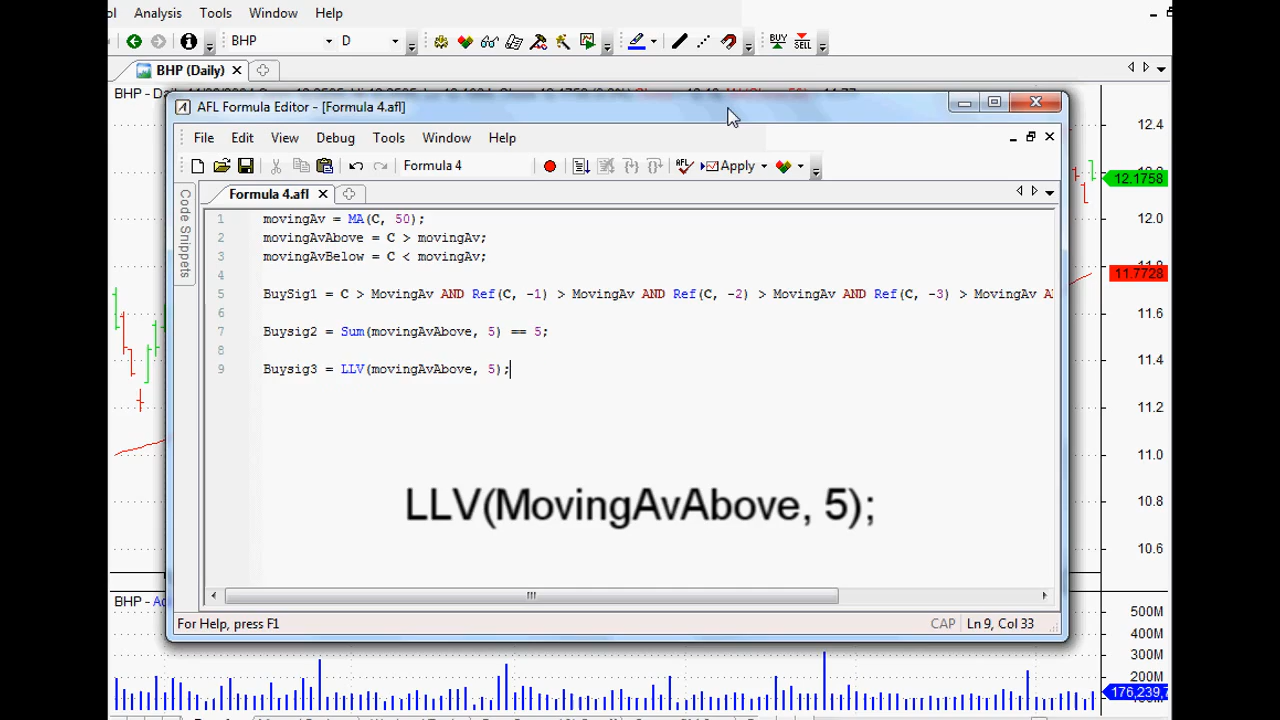 Analysis Tools Window Help
BHP D BUY SELL
BHP (Daily)
AFL Formula Editor - [Formula 4.afl]
12.4
File Edit View Debug Tools Window Help
Formula 4 AFL Apply
12.1758
Formula 4.afl
Code Snippets
1 movingAv = MA(C, 50);
12.0
2 movingAvAbove = C > movingAv;
3 movingAvBelow = C < movingAv;
4
11.7728
5 BuySig1 = C > MovingAv AND Ref(C, -1) > MovingAv AND Ref(C, -2) > MovingAv AND Ref(C, -3) > MovingAv
11.6
6
7 Buysig2 = Sum(movingAvAbove, 5) == 5;
8
11.4
9 Buysig3 = LLV(movingAvAbove, 5);
11.2
11.0
LLV(MovingAvAbove, 5);
10.8
10.6
BHP -
500M
For Help, press F1 CAP Ln 9, Col 33
400M
300M
200M
176,239,7